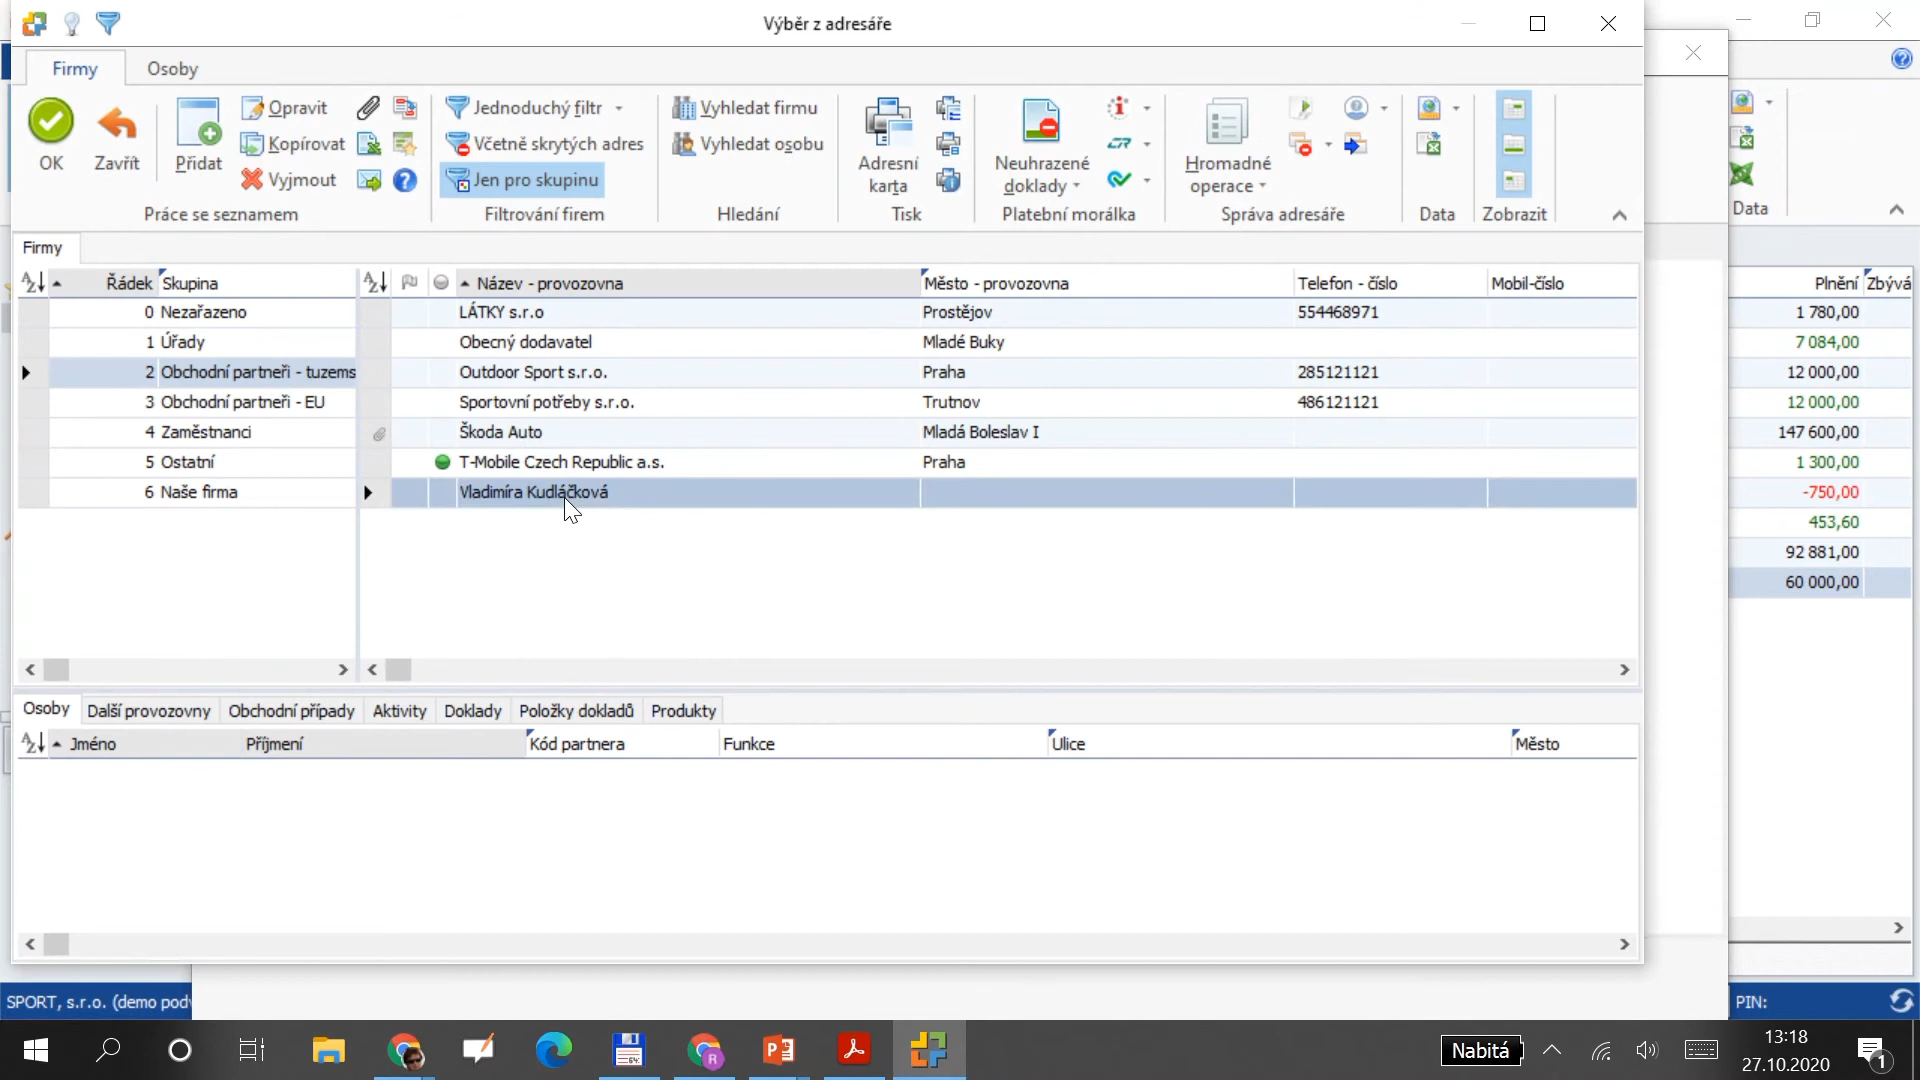 Výběr z adresáře
Firmy
Osoby
OK
Zavřít
Přidat
Opravit
Kopírovat
Vyjmout
Práce se seznamem
Jednoduchý filtr
Včetně skrytých adres
Jen pro skupinu
Filtrování firem
Vyhledat firmu
Vyhledat osobu
Hledání
Adresní
karta
Tisk
Neuhrazené
doklady
Platební morálka
Hromadné
operace
Správa adresáře
Data
Zobrazit
Data
Firmy
Řádek Skupina
0 Nezařazeno
1 Úřady
2 Obchodní partneři - tuzems
3 Obchodní partneři - EU
4 Zaměstnanci
5 Ostatní
6 Naše firma
Název - provozovna Město - provozovna Telefon - číslo Mobil-číslo
LÁTKY s.r.o Prostějov 554468971
Obecný dodavatel Mladé Buky
Outdoor Sport s.r.o. Praha 285121121
Sportovní potřeby s.r.o. Trutnov 486121121
Škoda Auto Mladá Boleslav I
T-Mobile Czech Republic a.s. Praha
Vladimíra Kudláčková
Plnění Zbývá
1 780,00
7 084,00
12 000,00
12 000,00
147 600,00
1 300,00
-750,00
453,60
92 881,00
60 000,00
Osoby Další provozovny Obchodní případy Aktivity Doklady Položky dokladů Produkty
Jméno Příjmení Kód partnera Funkce Ulice Město
SPORT, s.r.o. (demo podv
PIN:
Nabitá
13:18
27.10.2020
1